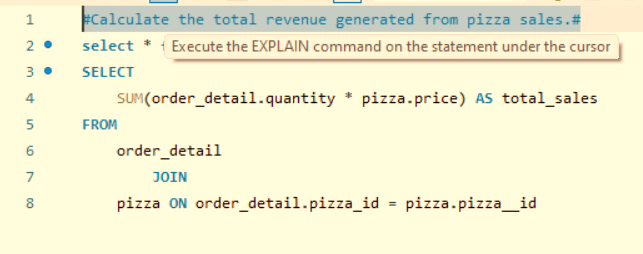 1 #Calculate the total revenue generated from pizza sales.#
2 select *
Execute the EXPLAIN command on the statement under the cursor
3 SELECT
4 SUM(order_detail.quantity * pizza.price) AS total_sales
5 FROM
6 order_detail
7 JOIN
8 pizza ON order_detail.pizza_id = pizza.pizza__id